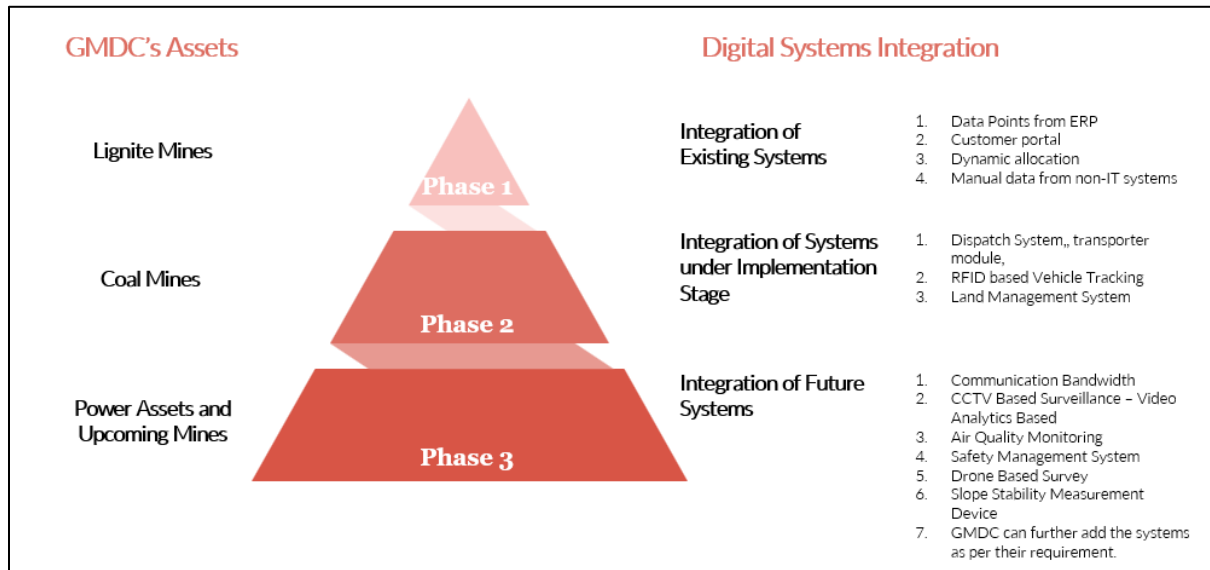 GMDC's Assets
Digital Systems Integration
Lignite Mines
Phase 1
Integration of
Existing Systems
1. Data Points from ERP
2. Customer portal
3. Dynamic allocation
4. Manual data from non-IT systems
Coal Mines
Phase 2
Integration of Systems
under Implementation
Stage
1. Dispatch System,, transporter
module,
2. RFID based Vehicle Tracking
3. Land Management System
Power Assets and
Upcoming Mines
Phase 3
Integration of Future
Systems
1. Communication Bandwidth
2. CCTV Based Surveillance – Video
Analytics Based
3. Air Quality Monitoring
4. Safety Management System
5. Drone Based Survey
6. Slope Stability Measurement
Device
7. GMDC can further add the systems
as per their requirement.